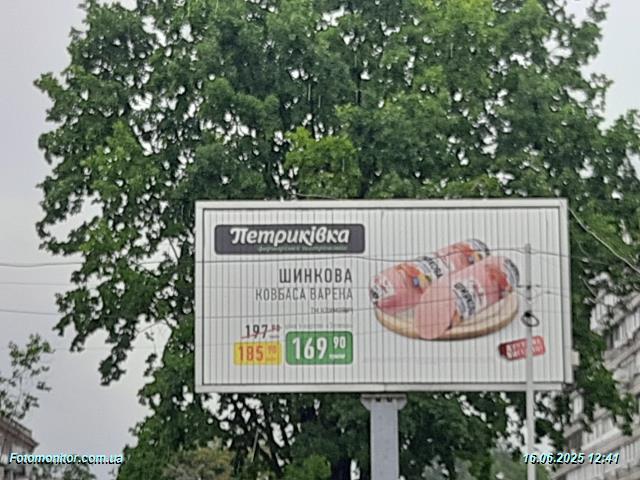 Петриківка
ШИНКОВА
КОВБАСА ВАРЕНА
197
185
169 90
Fotomonitor.com.ua
16.06.2025 12:41